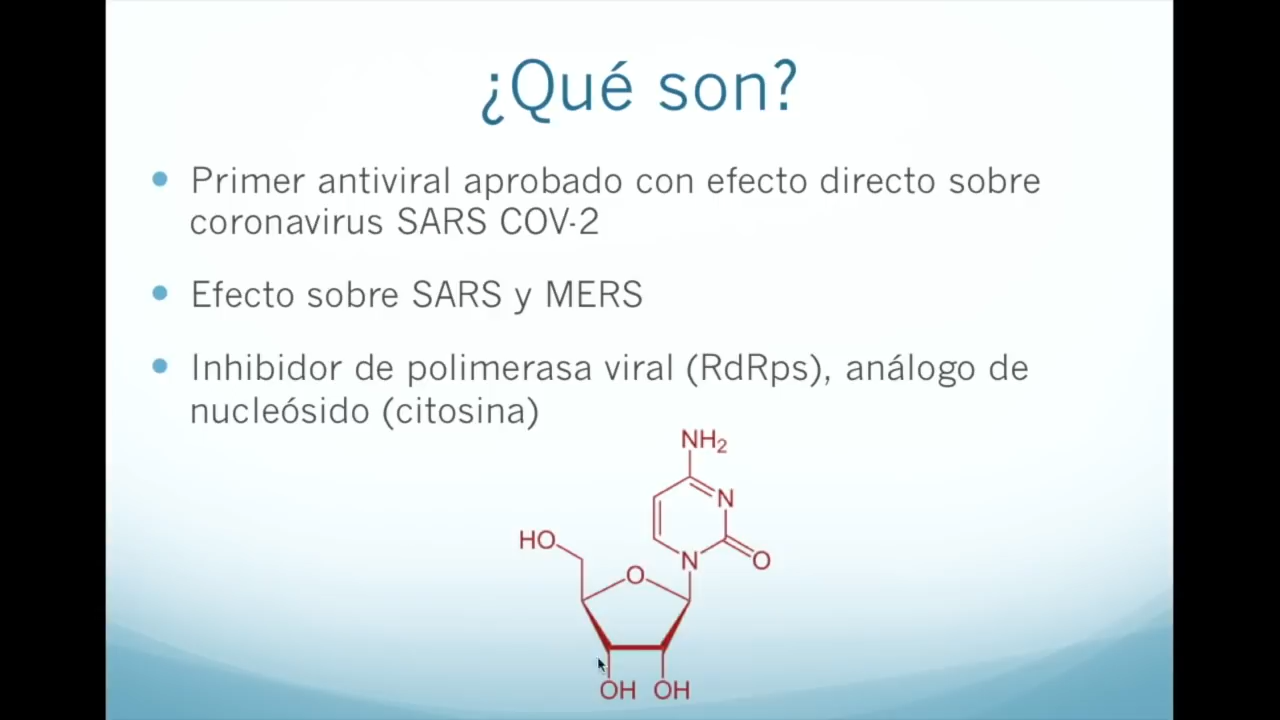 ¿Qué son?
Primer antiviral aprobado con efecto directo sobre
coronavirus SARS COV-2
Efecto sobre SARS y MERS
Inhibidor de polimerasa viral (RdRps), análogo de
nucleósido (citosina)
NH₂
N
HO
O
N
O
OH OH